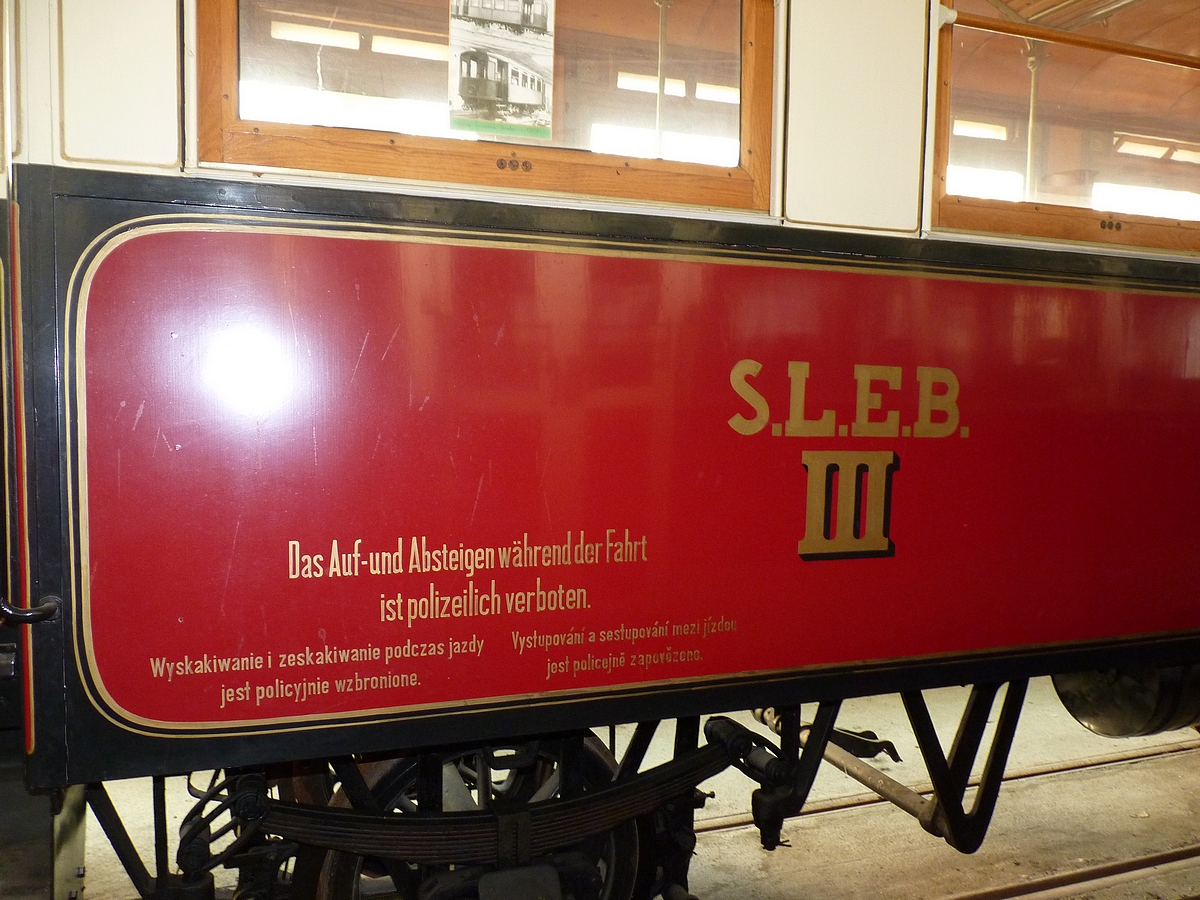 S.L.E.B.
III
Das Auf-und Absteigen während der Fahrt
ist polizeilich verboten.
Wyskakiwanie i zeskakiwanie podczas jazdy
jest policyjnie wzbronione.
Vystupování a sestupování mezi jízdou
jest policejně zapovězeno.